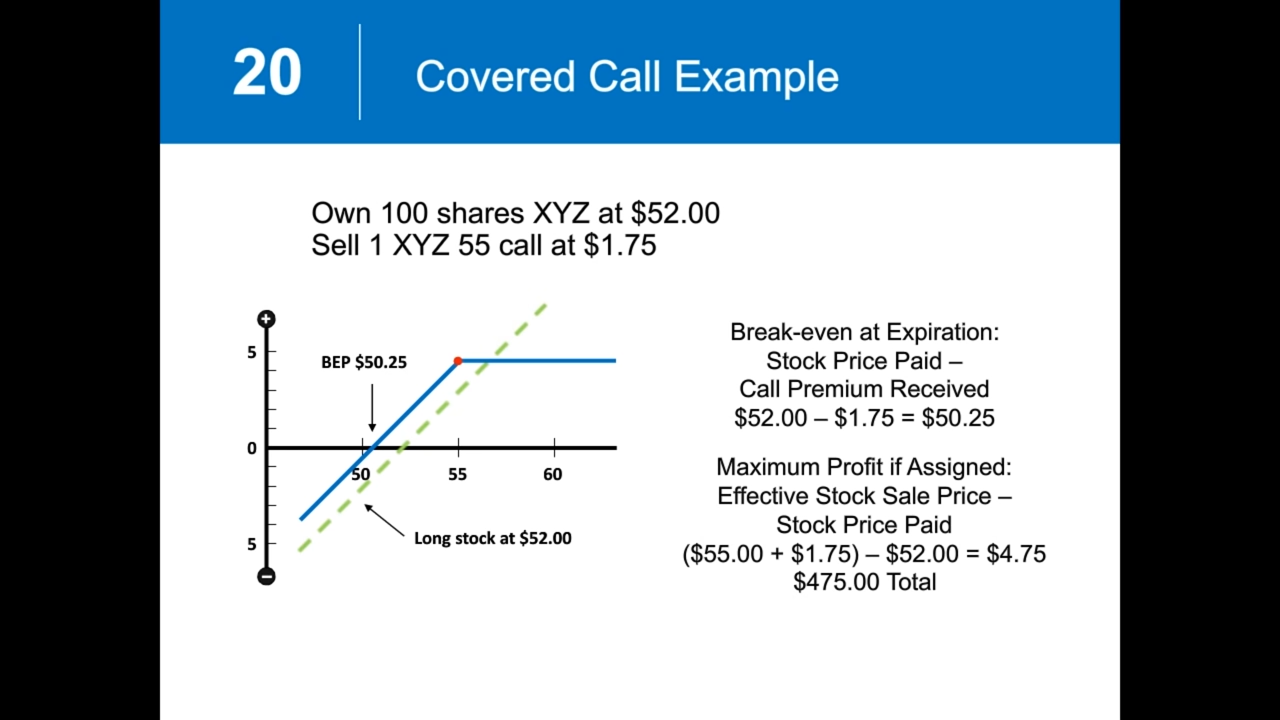 20
Covered Call Example
Own 100 shares XYZ at $52.00
Sell 1 XYZ 55 call at $1.75
+
5
BEP $50.25
0
50
55
60
5
Long stock at $52.00
−
Break-even at Expiration:
Stock Price Paid –
Call Premium Received
$52.00 – $1.75 = $50.25
Maximum Profit if Assigned:
Effective Stock Sale Price –
Stock Price Paid
($55.00 + $1.75) – $52.00 = $4.75
$475.00 Total